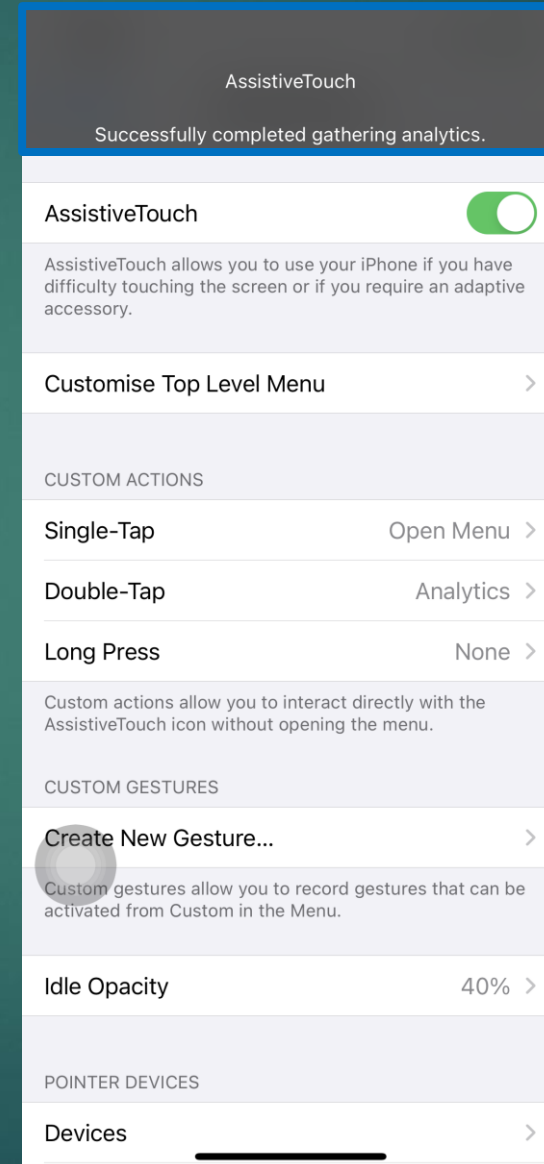 AssistiveTouch
Successfully completed gathering analytics.
AssistiveTouch
AssistiveTouch allows you to use your iPhone if you have
difficulty touching the screen or if you require an adaptive
accessory.
Customise Top Level Menu
CUSTOM ACTIONS
Single-Tap Open Menu
Double-Tap Analytics
Long Press None
Custom actions allow you to interact directly with the
AssistiveTouch icon without opening the menu.
CUSTOM GESTURES
Create New Gesture...
Custom gestures allow you to record gestures that can be
activated from Custom in the Menu.
Idle Opacity 40%
POINTER DEVICES
Devices